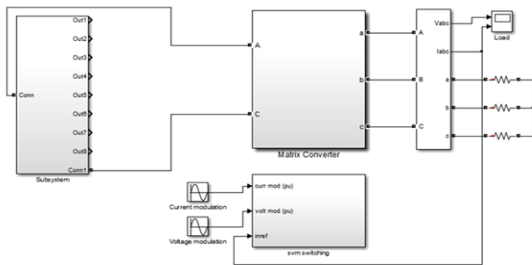 Out1
Out2
Out3
Out4
Out5
Out6
Out7
Out8
Conn
Conn1
Subsystem
A
C
a
b
c
Matrix Converter
A
B
C
Vabc
Iabc
a
b
c
Load
Current modulation
Voltage modulation
curr mod (pu)
volt mod (pu)
inref
svm switching